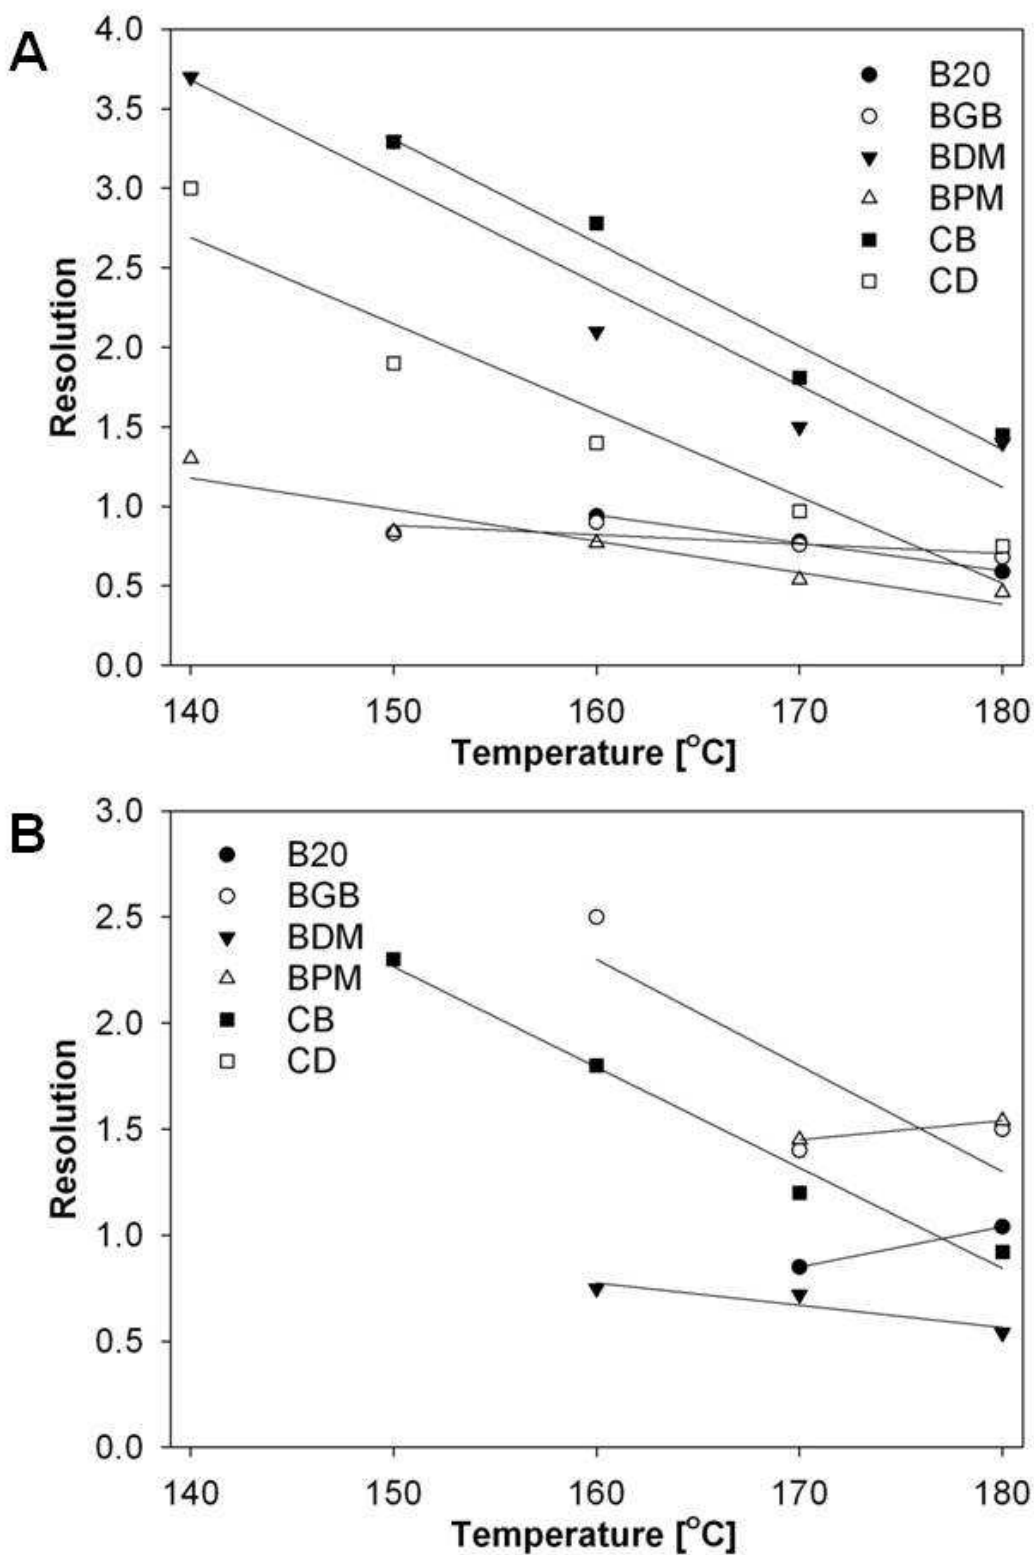 A
4.0
3.5
3.0
2.5
2.0
1.5
1.0
0.5
0.0
Resolution
B20
BGB
BDM
BPM
CB
CD
140 150 160 170 180
Temperature [°C]
B
3.0
2.5
2.0
1.5
1.0
0.5
0.0
Resolution
B20
BGB
BDM
BPM
CB
CD
140 150 160 170 180
Temperature [°C]